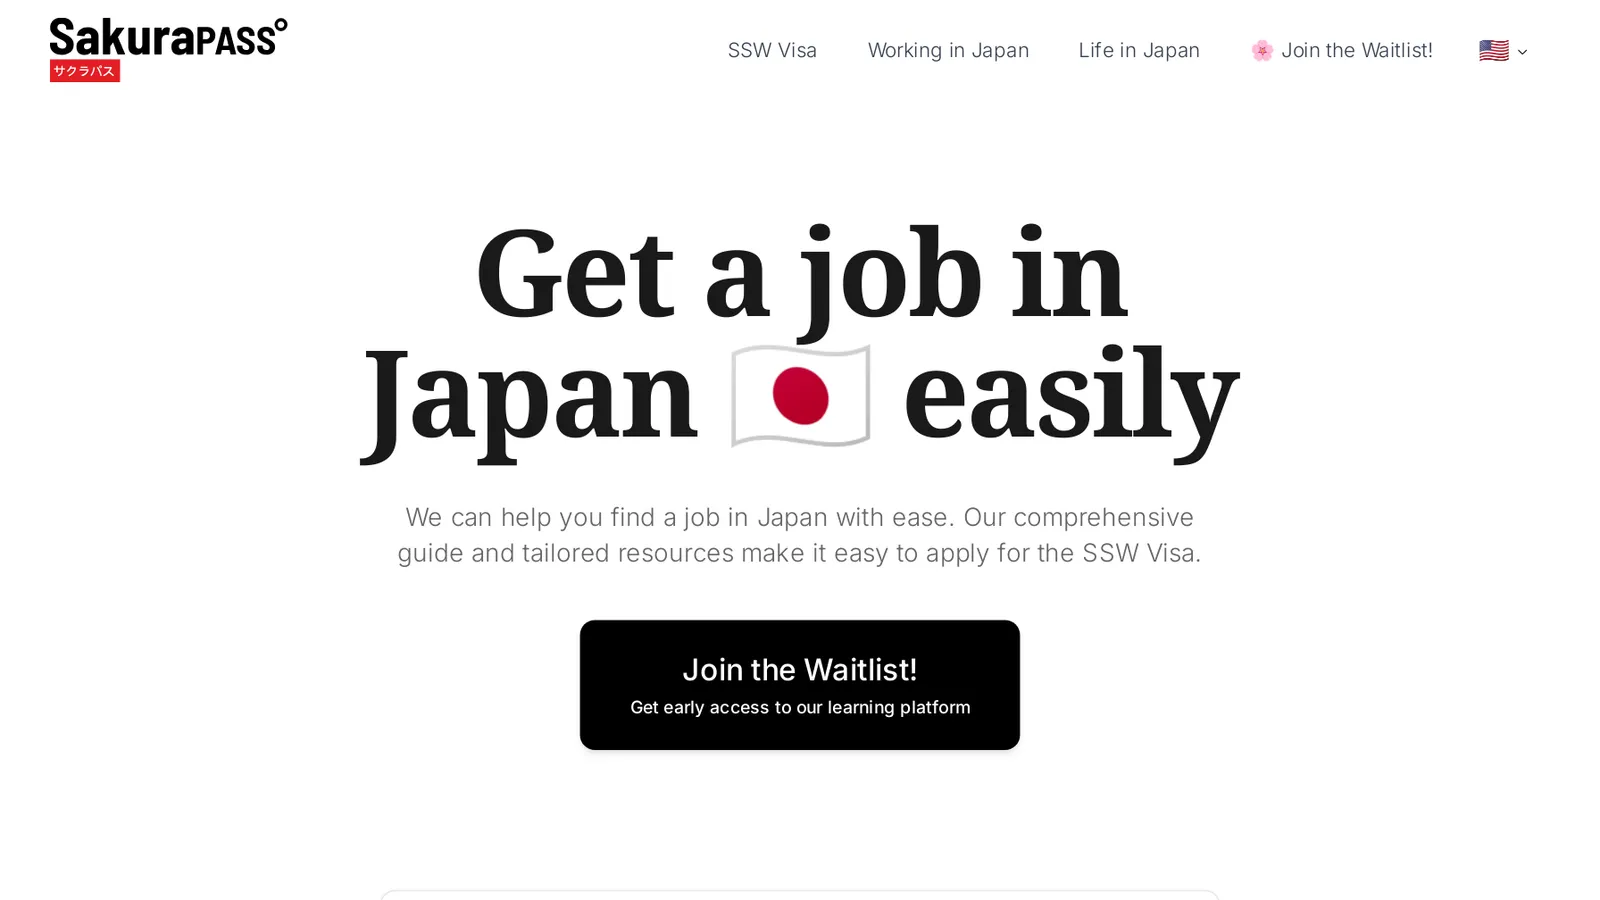 SakuraPASS°
サクラパス
SSW Visa
Working in Japan
Life in Japan
🌸 Join the Waitlist!
Get a job in
Japan 🇯🇵 easily
We can help you find a job in Japan with ease. Our comprehensive
guide and tailored resources make it easy to apply for the SSW Visa.
Join the Waitlist!
Get early access to our learning platform